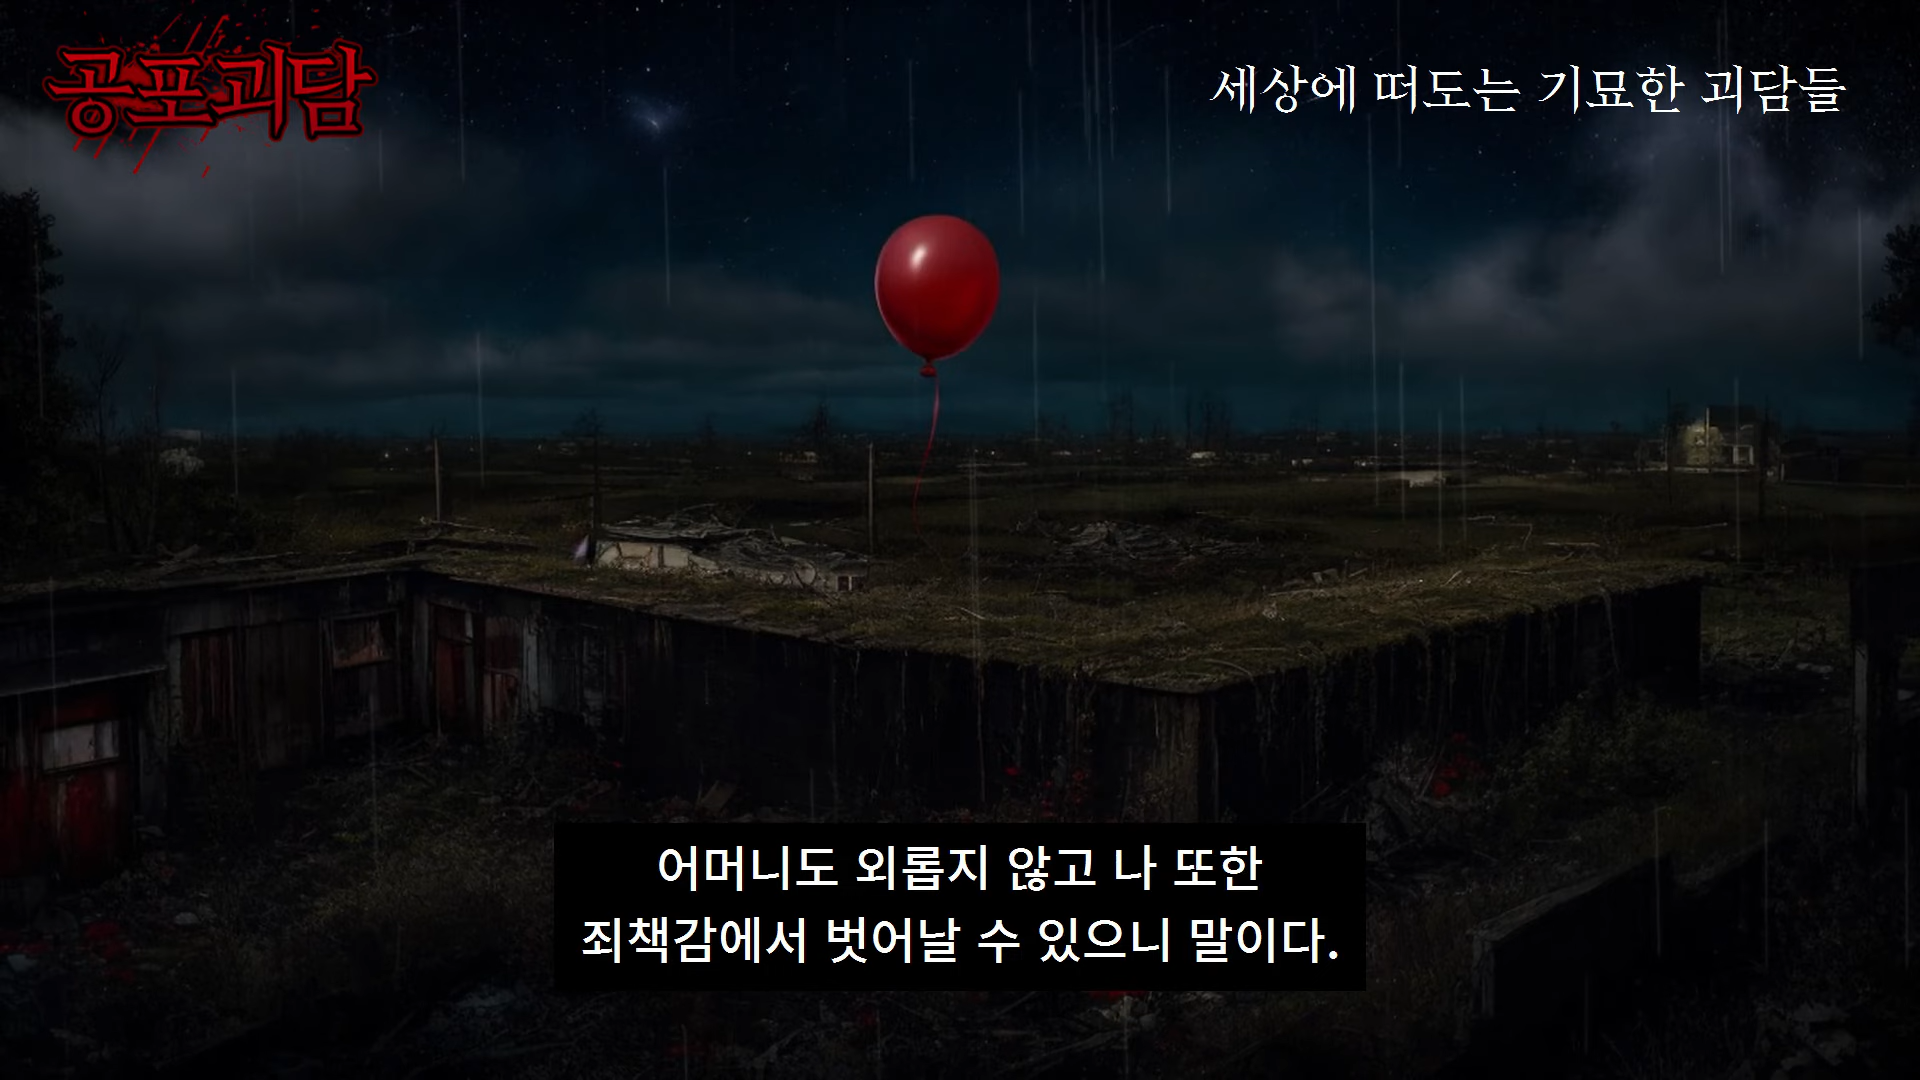 공포괴담
세상에 떠도는 기묘한 괴담들
어머니도 외롭지 않고 나 또한
죄책감에서 벗어날 수 있으니 말이다.